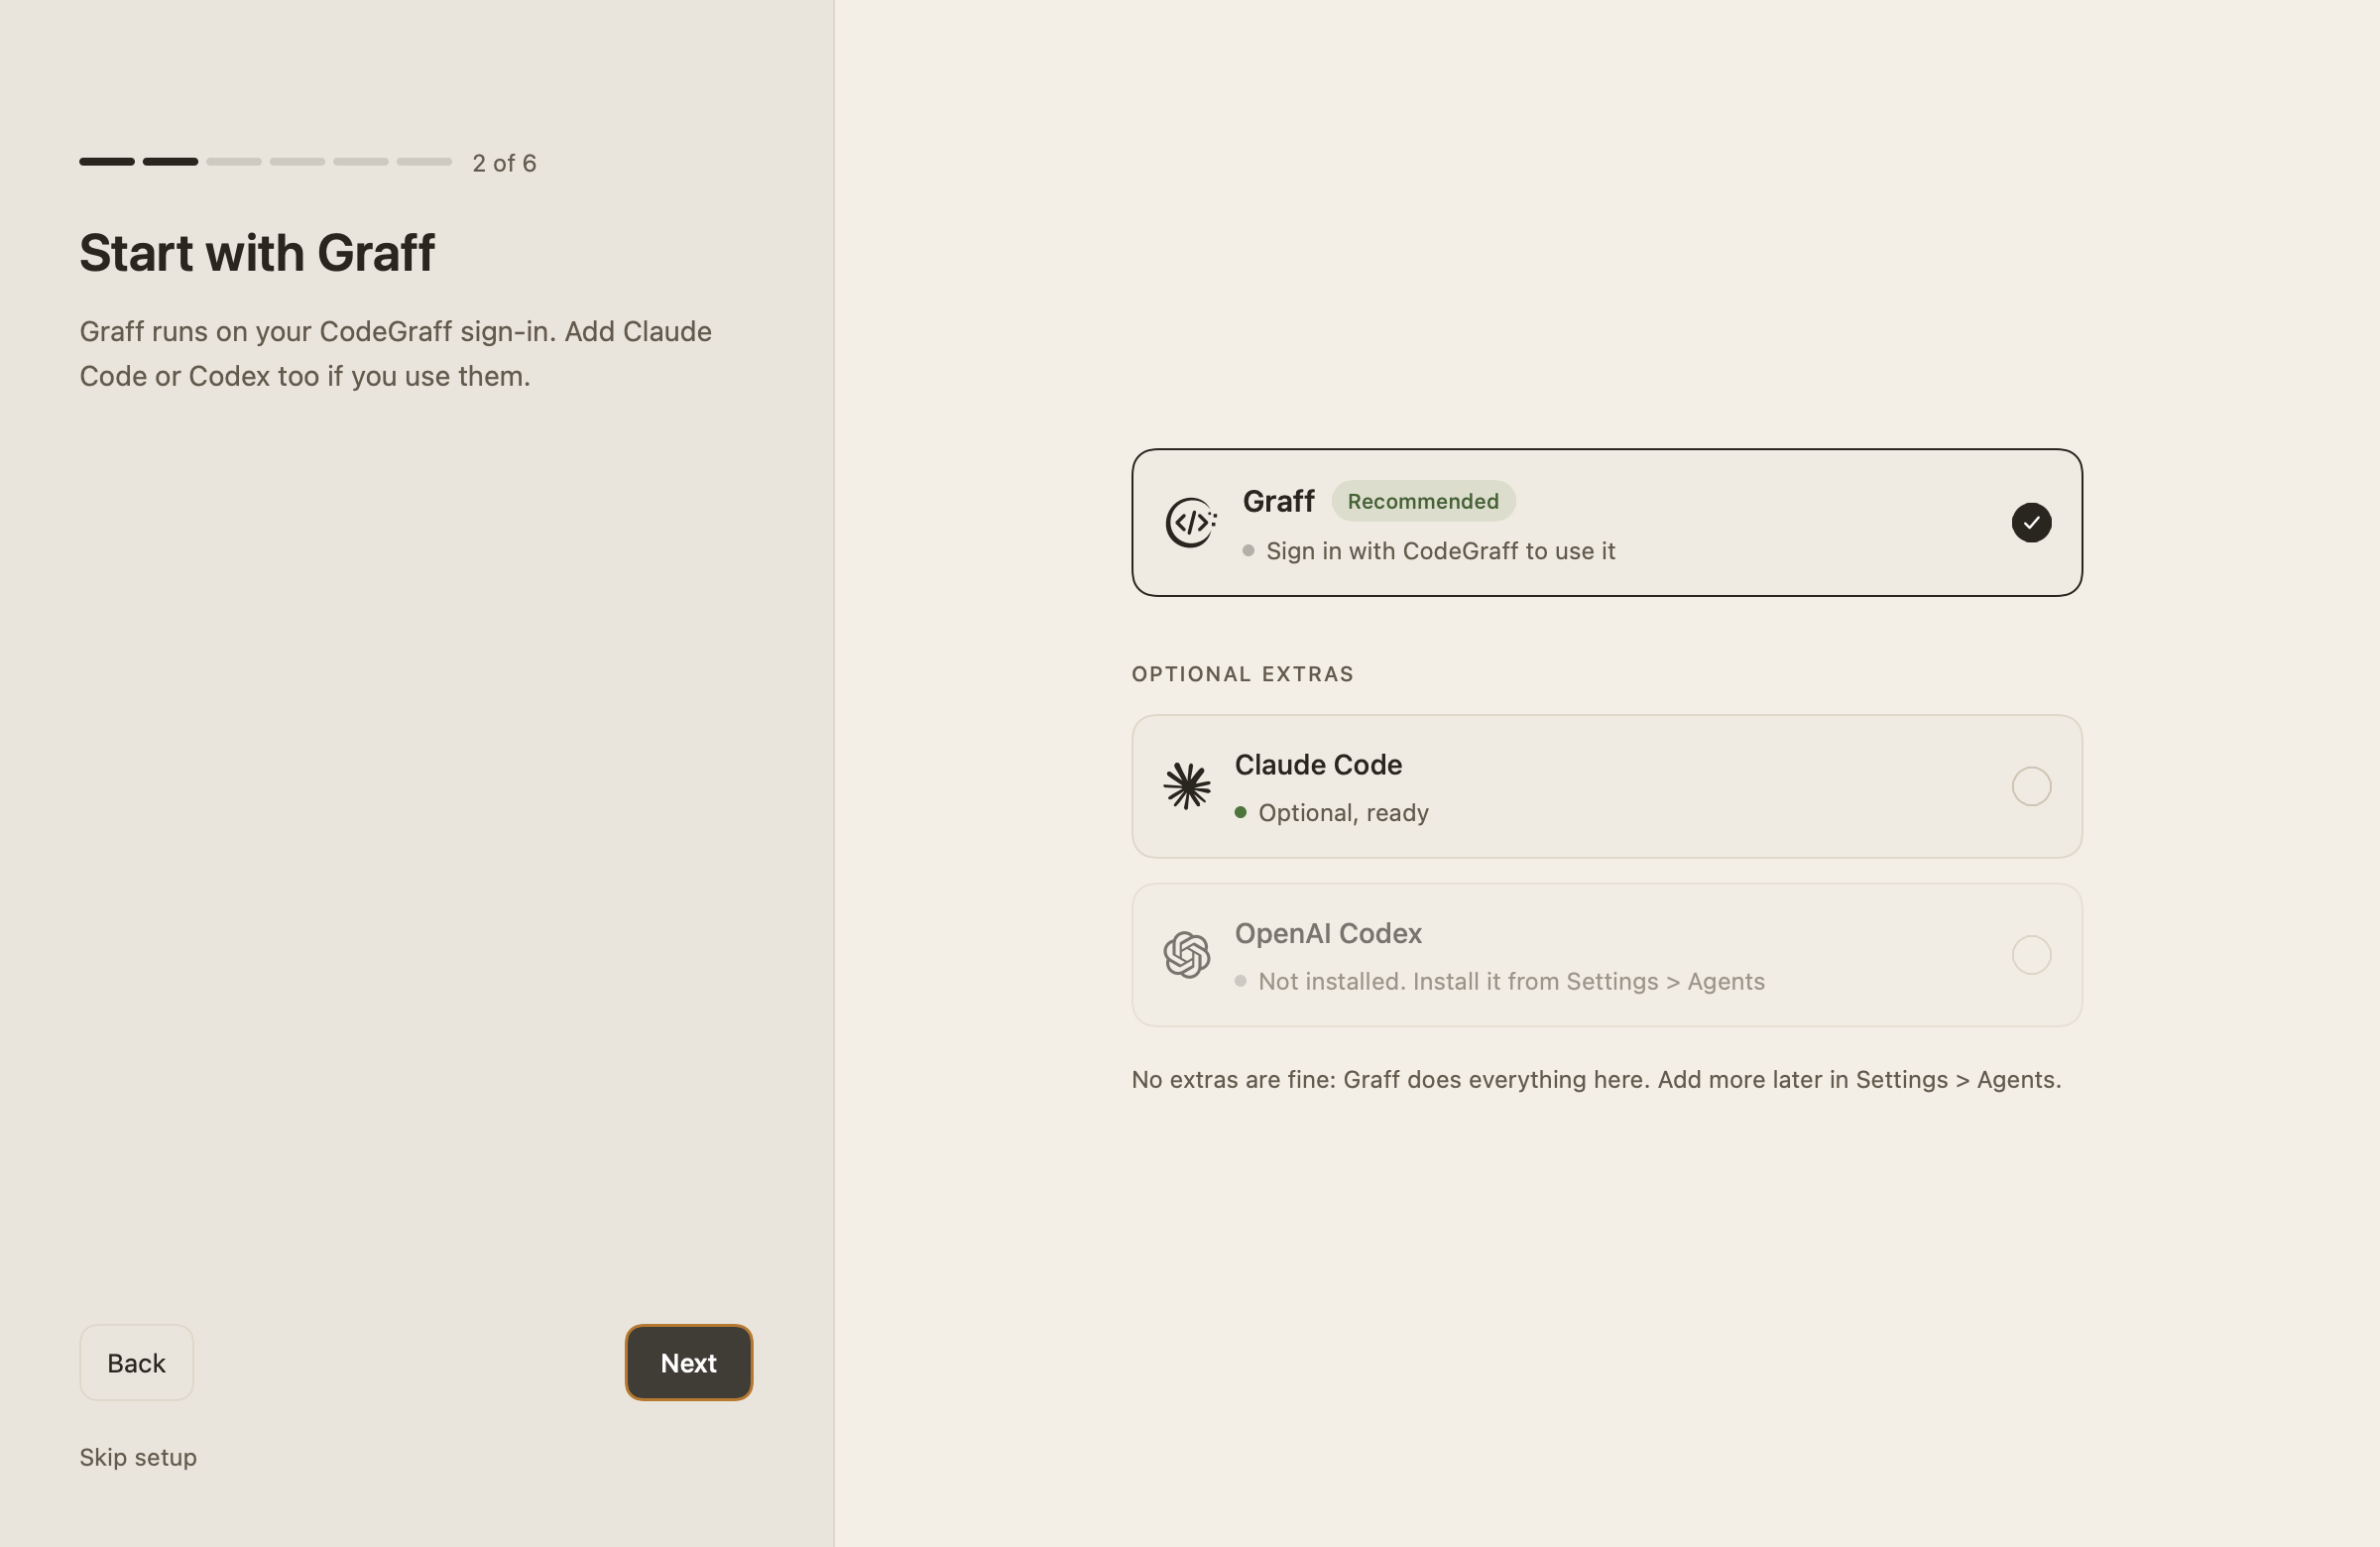 2 of 6
Start with Graff
Graff runs on your CodeGraff sign-in. Add Claude
Code or Codex too if you use them.
Back
Next
Skip setup
Graff
Recommended
Sign in with CodeGraff to use it
OPTIONAL EXTRAS
Claude Code
Optional, ready
OpenAI Codex
Not installed. Install it from Settings > Agents
No extras are fine: Graff does everything here. Add more later in Settings > Agents.